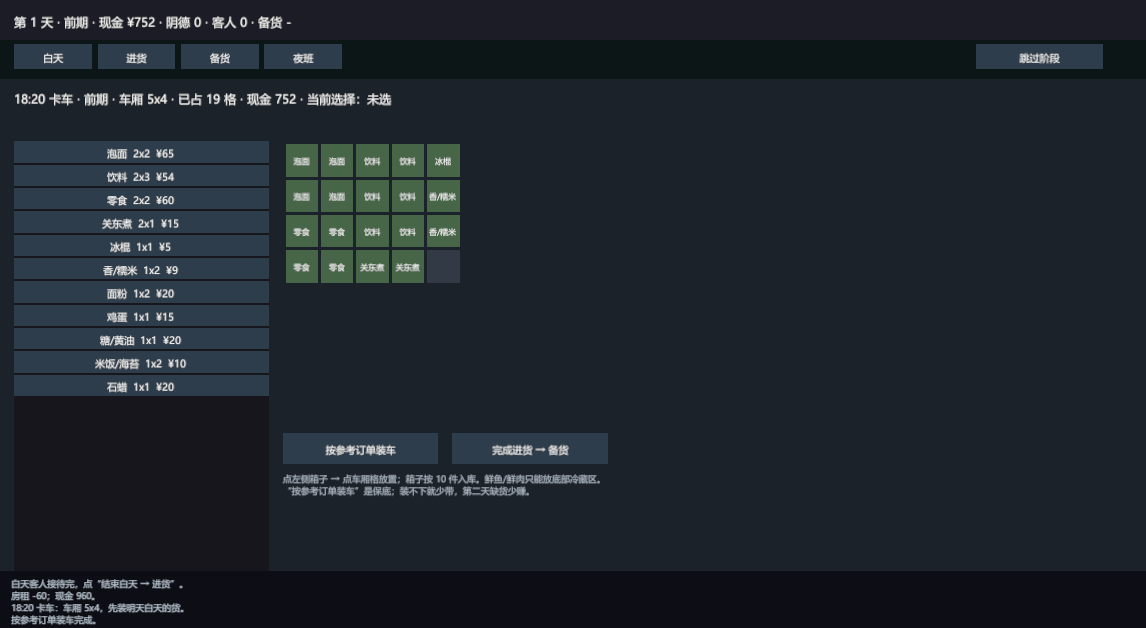 第 1 天 · 前期 · 现金 ¥752 · 阴德 0 · 客人 0 · 备货 -
白天 进货 备货 夜班 跳过阶段
18:20 卡车 · 前期 · 车厢 5x4 · 已占 19 格 · 现金 752 · 当前选择：未选
泡面 2x2 ¥65
饮料 2x3 ¥54
零食 2x2 ¥60
关东煮 2x1 ¥15
冰棍 1x1 ¥5
香/糯米 1x2 ¥9
面粉 1x2 ¥20
鸡蛋 1x1 ¥15
糖/黄油 1x1 ¥20
米饭/海苔 1x2 ¥10
石蜡 1x1 ¥20
泡面 泡面 饮料 饮料 冰棍
泡面 泡面 饮料 饮料 香/糯米
零食 零食 饮料 饮料 香/糯米
零食 零食 关东煮 关东煮
按参考订单装车 完成进货 → 备货
点左侧箱子 → 点车厢格放置；箱子按 10 件入库。鲜鱼/鲜肉只能放底部冷藏区。
“按参考订单装车”是保底；装不下就少带，第二天缺货少赚。
白天客人接待完，点“结束白天 → 进货”。
房租 -60；现金 960。
18:20 卡车：车厢 5x4，先装明天白天的货。
按参考订单装车完成。